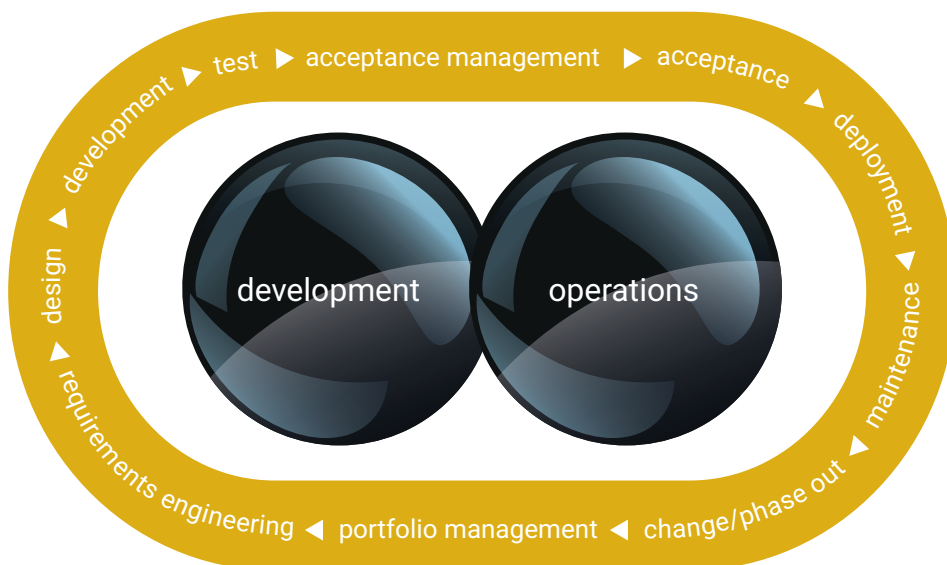 test
acceptance management
acceptance
deployment
maintenance
change/phase out
portfolio management
requirements engineering
design
development
development
operations